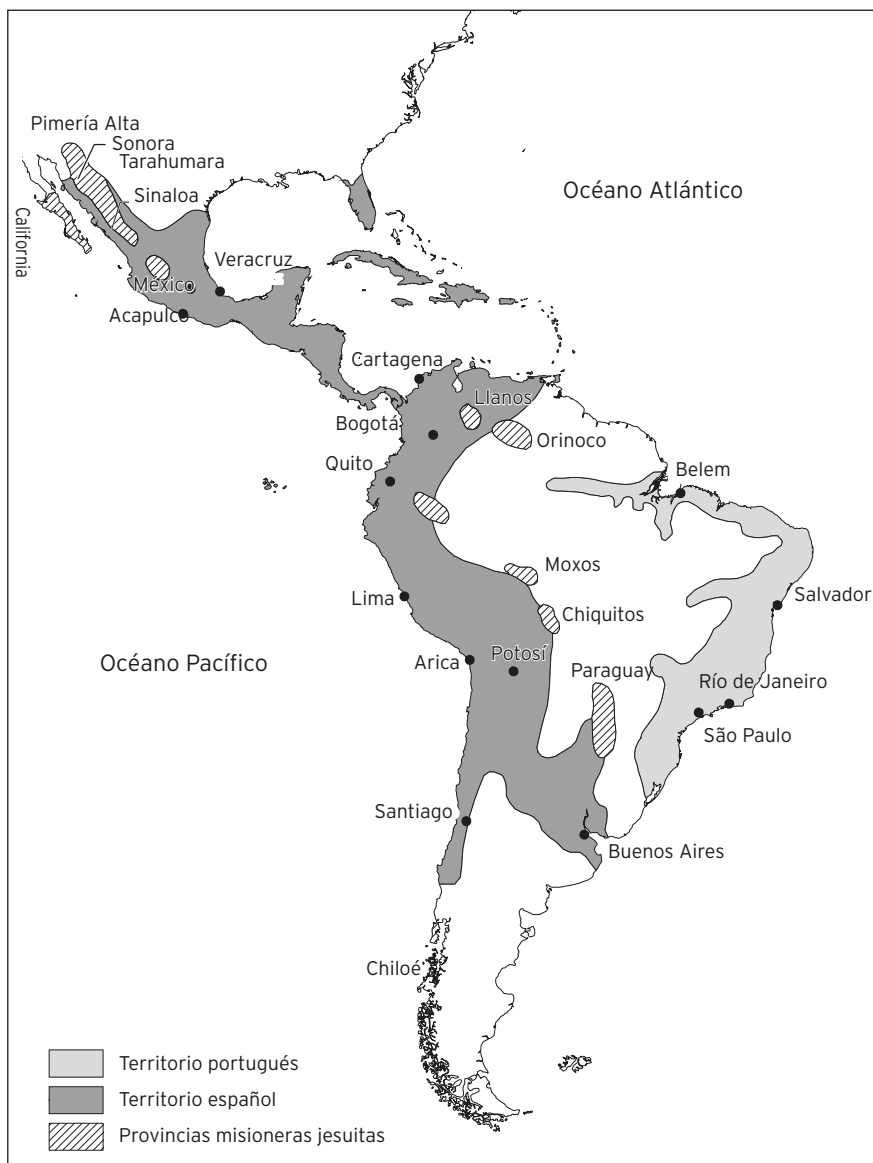 Pimería Alta
Sonora
Tarahumara
Sinaloa
California
Océano Atlántico
Veracruz
México
Acapulco
Cartagena
Llanos
Bogotá
Orinoco
Quito
Belem
Moxos
Lima
Chiquitos
Salvador
Océano Pacífico
Arica
Potosí
Paraguay
Río de Janeiro
São Paulo
Santiago
Buenos Aires
Chiloé
Territorio portugués
Territorio español
Provincias misioneras jesuitas